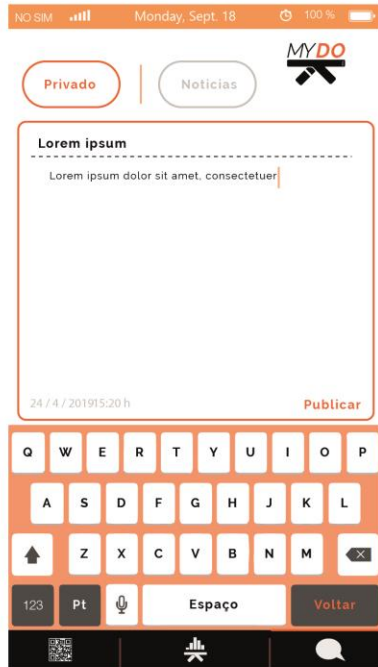 NO SIM Monday, Sept. 18 100 %
MYDO
Privado Noticias
Lorem ipsum
Lorem ipsum dolor sit amet, consectetuer
24 / 4 / 201915:20 h Publicar
Q W E R T Y U I O P
A S D F G H J K L
Z X C V B N M
123 Pt Espaço Voltar